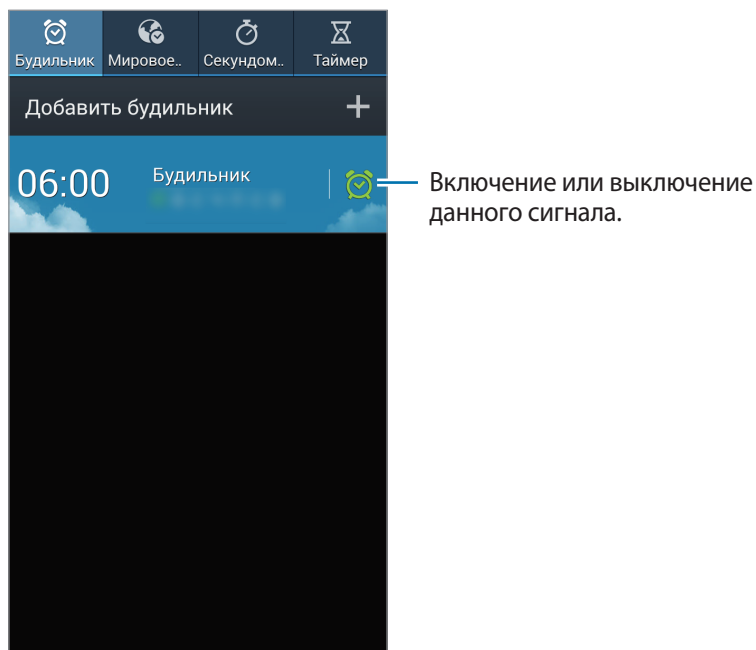 Будильник Мировое.. Секундом.. Таймер
Добавить будильник
06:00 Будильник
Включение или выключение
данного сигнала.